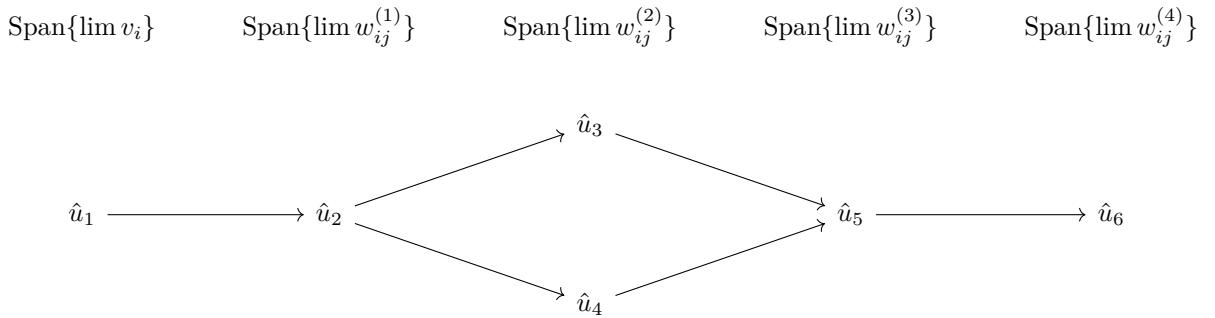 Span{lim v_i} Span{lim w_{ij}^{(1)}} Span{lim w_{ij}^{(2)}} Span{lim w_{ij}^{(3)}} Span{lim w_{ij}^{(4)}}
û_3
û_1 û_2 û_5 û_6
û_4